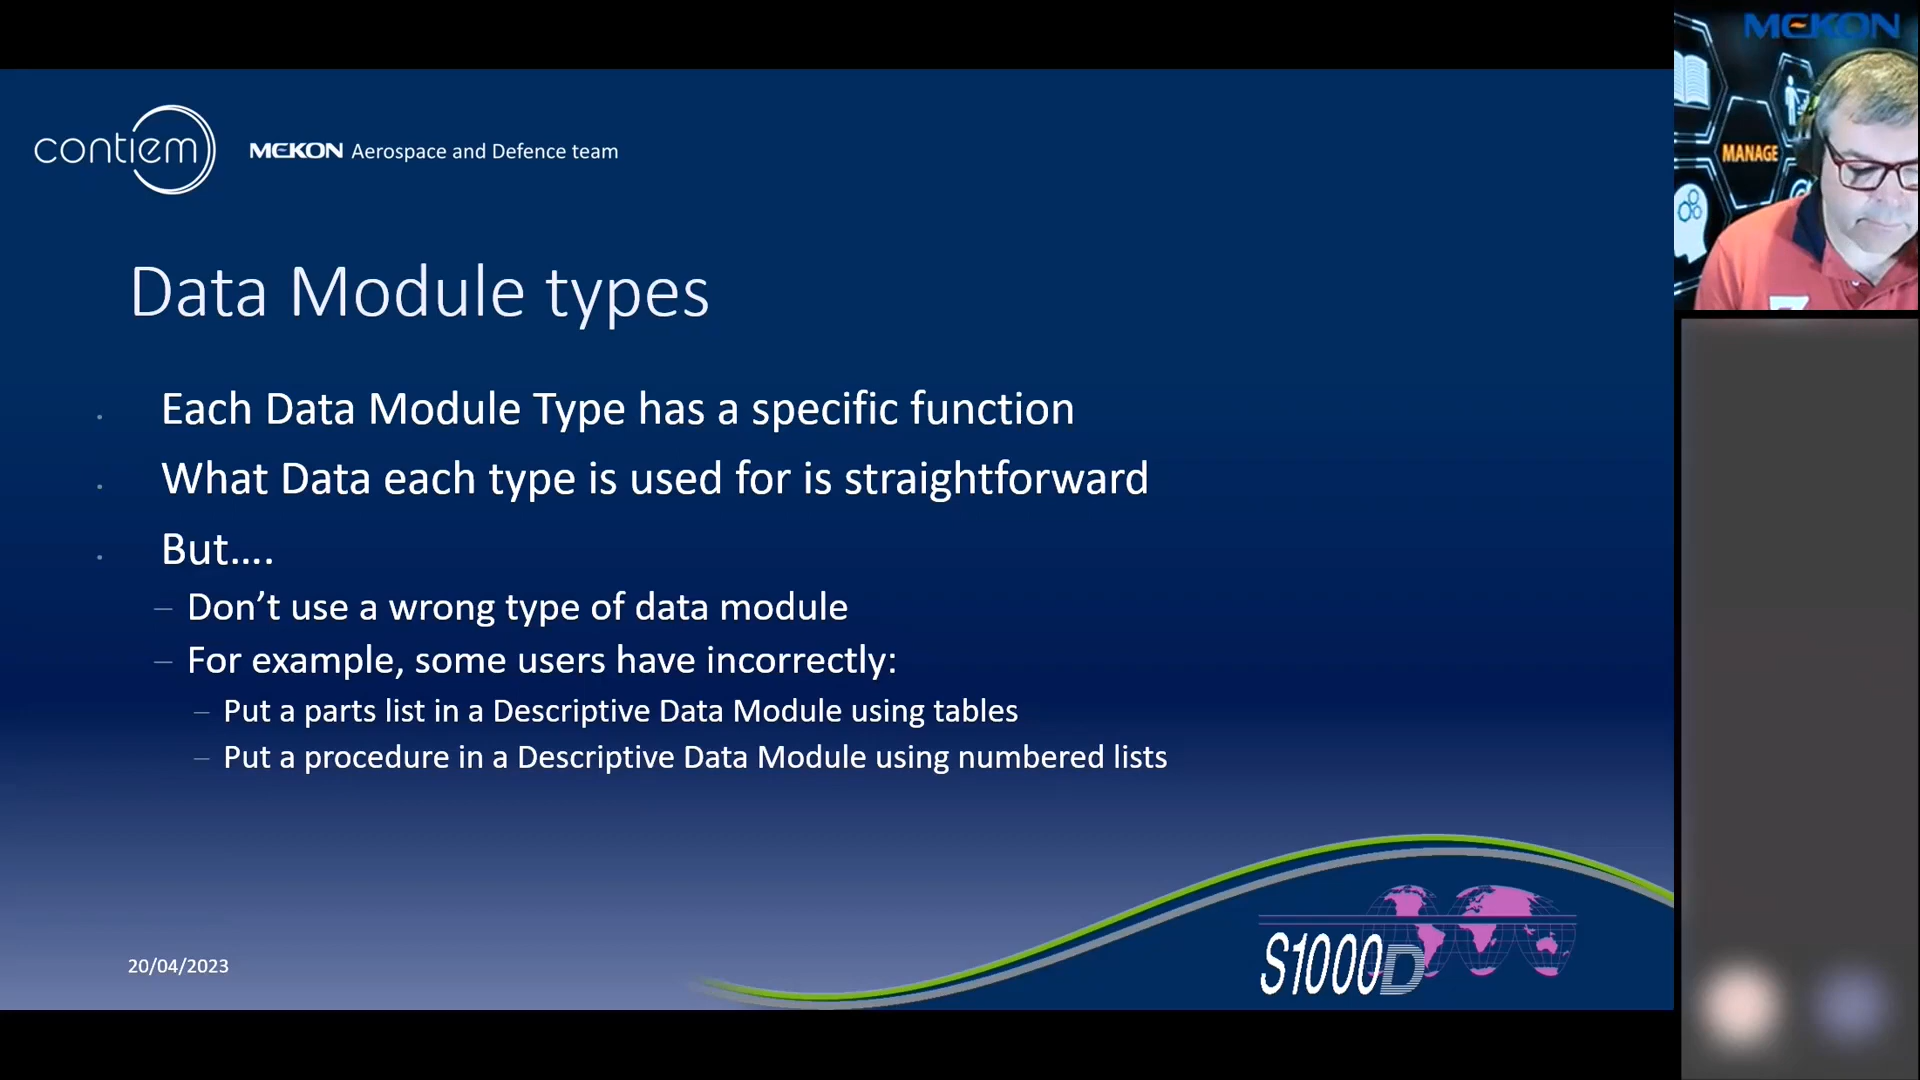 contiem
MEKON Aerospace and Defence team
Data Module types
Each Data Module Type has a specific function
What Data each type is used for is straightforward
But....
– Don’t use a wrong type of data module
– For example, some users have incorrectly:
– Put a parts list in a Descriptive Data Module using tables
– Put a procedure in a Descriptive Data Module using numbered lists
20/04/2023
S1000D
MEKON
MANAGE